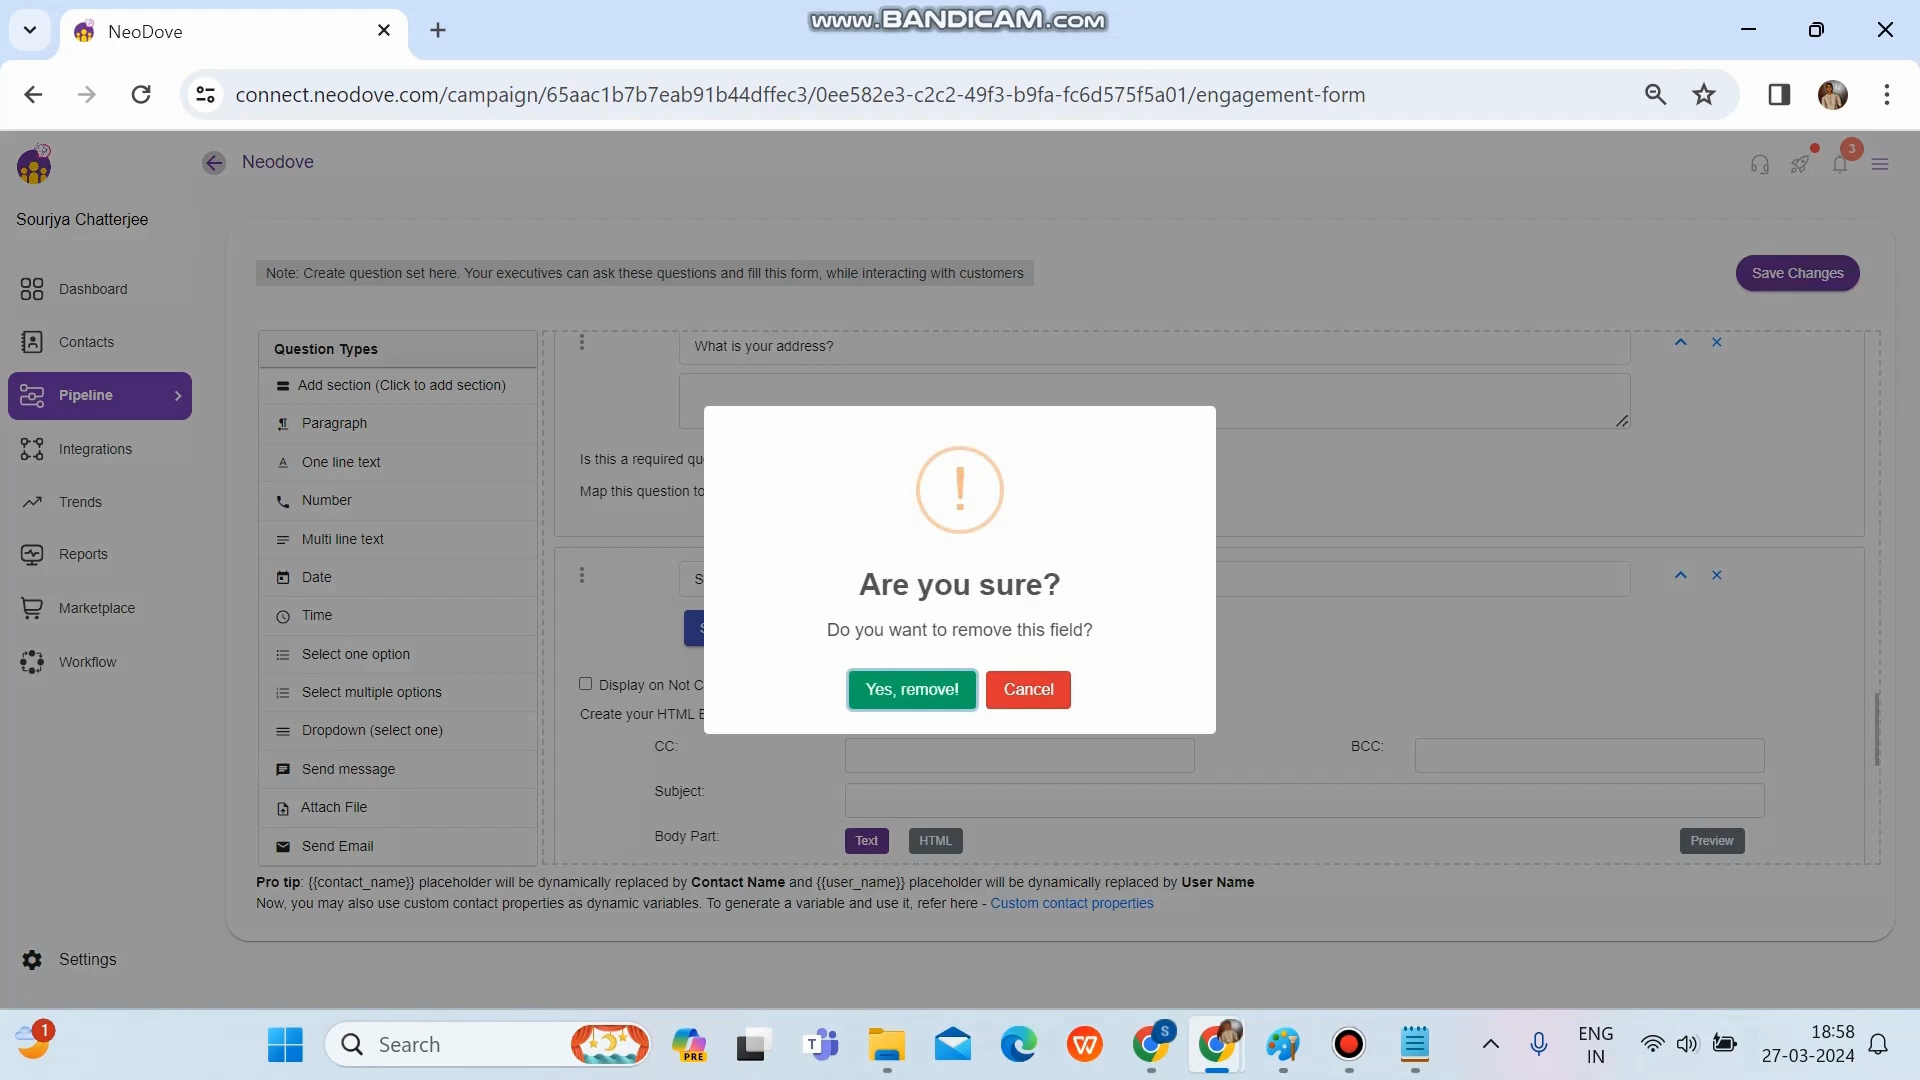 NeoDove
www.BANDICAM.com
connect.neodove.com/campaign/65aac1b7b7eab91b44dffec3/0ee582e3-c2c2-49f3-b9fa-fc6d575f5a01/engagement-form
Neodove
3
Sourjya Chatterjee
Note: Create question set here. Your executives can ask these questions and fill this form, while interacting with customers
Save Changes
Dashboard
Contacts
Pipeline
Integrations
Trends
Reports
Marketplace
Workflow
Settings
Question Types
Add section (Click to add section)
Paragraph
One line text
Number
Multi line text
Date
Time
Select one option
Select multiple options
Dropdown (select one)
Send message
Attach File
Send Email
What is your address?
Is this a required qu
Map this question to
S
S
Display on Not C
Create your HTML E
CC:
BCC:
Subject:
Body Part:
Text
HTML
Preview
!
Are you sure?
Do you want to remove this field?
Yes, remove!
Cancel
Pro tip: {{contact_name}} placeholder will be dynamically replaced by Contact Name and {{user_name}} placeholder will be dynamically replaced by User Name
Now, you may also use custom contact properties as dynamic variables. To generate a variable and use it, refer here - Custom contact properties
1
Search
PRE
T
W
S
ENG
IN
18:58
27-03-2024